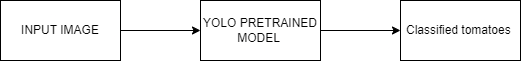 INPUT IMAGE
YOLO PRETRAINED
MODEL
Classified tomatoes